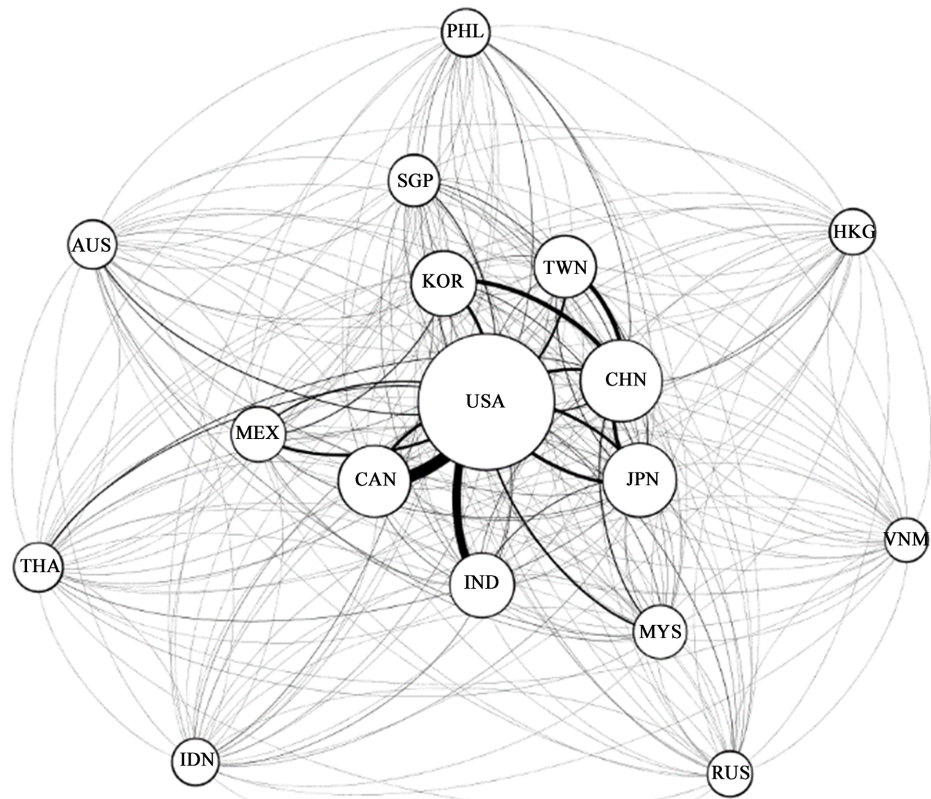 PHL
SGP
AUS
HKG
TWN
KOR
CHN
USA
MEX
CAN
JPN
VNM
THA
IND
MYS
IDN
RUS